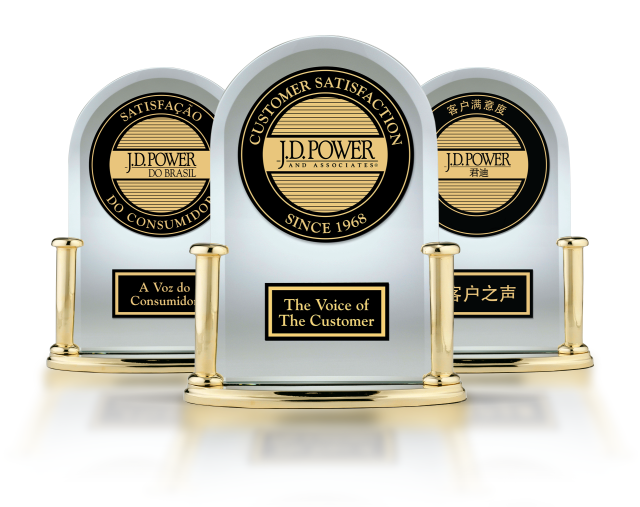 SATISFAÇÃO
J.D. POWER
DO BRASIL
DO CONSUMIDOR
A Voz do
Consumidor
CUSTOMER SATISFACTION
J.D. POWER
AND ASSOCIATES®
SINCE 1968
The Voice of
The Customer
客户满意度
J.D. POWER
君迪
客户之声